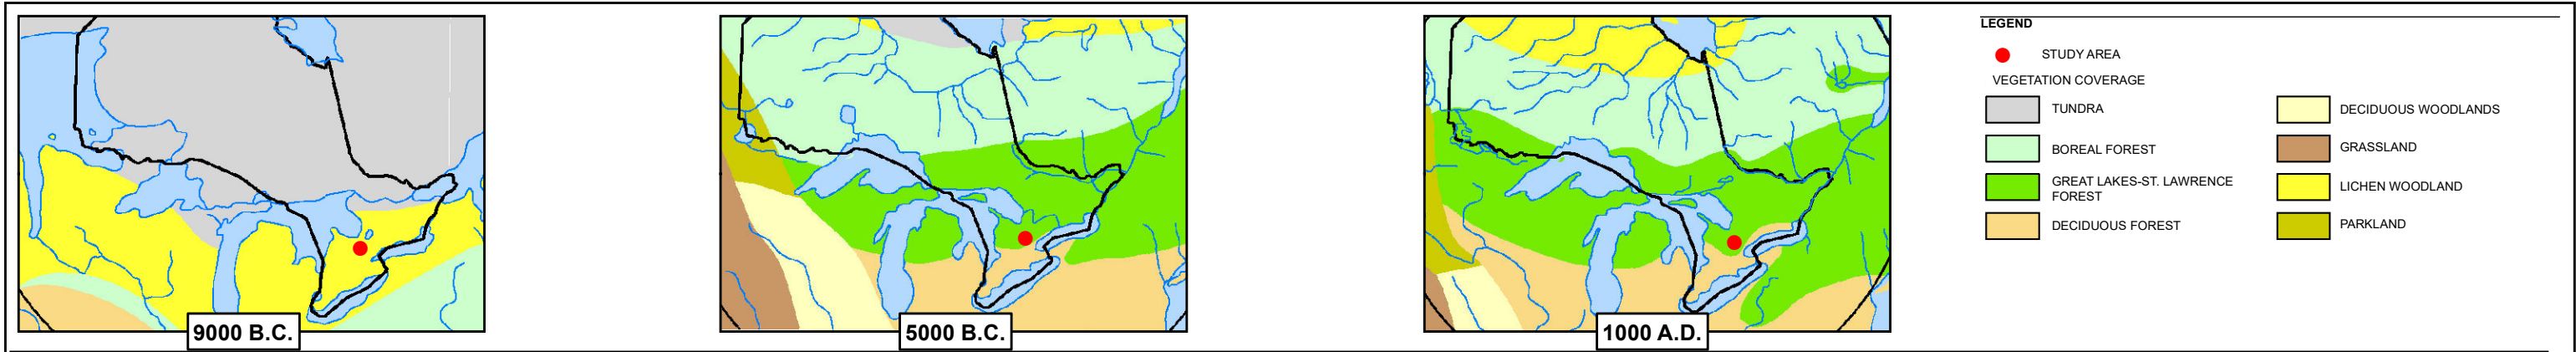 9000 B.C.
5000 B.C.
1000 A.D.
LEGEND
STUDY AREA
VEGETATION COVERAGE
TUNDRA
BOREAL FOREST
GREAT LAKES-ST. LAWRENCE
FOREST
DECIDUOUS FOREST
DECIDUOUS WOODLANDS
GRASSLAND
LICHEN WOODLAND
PARKLAND